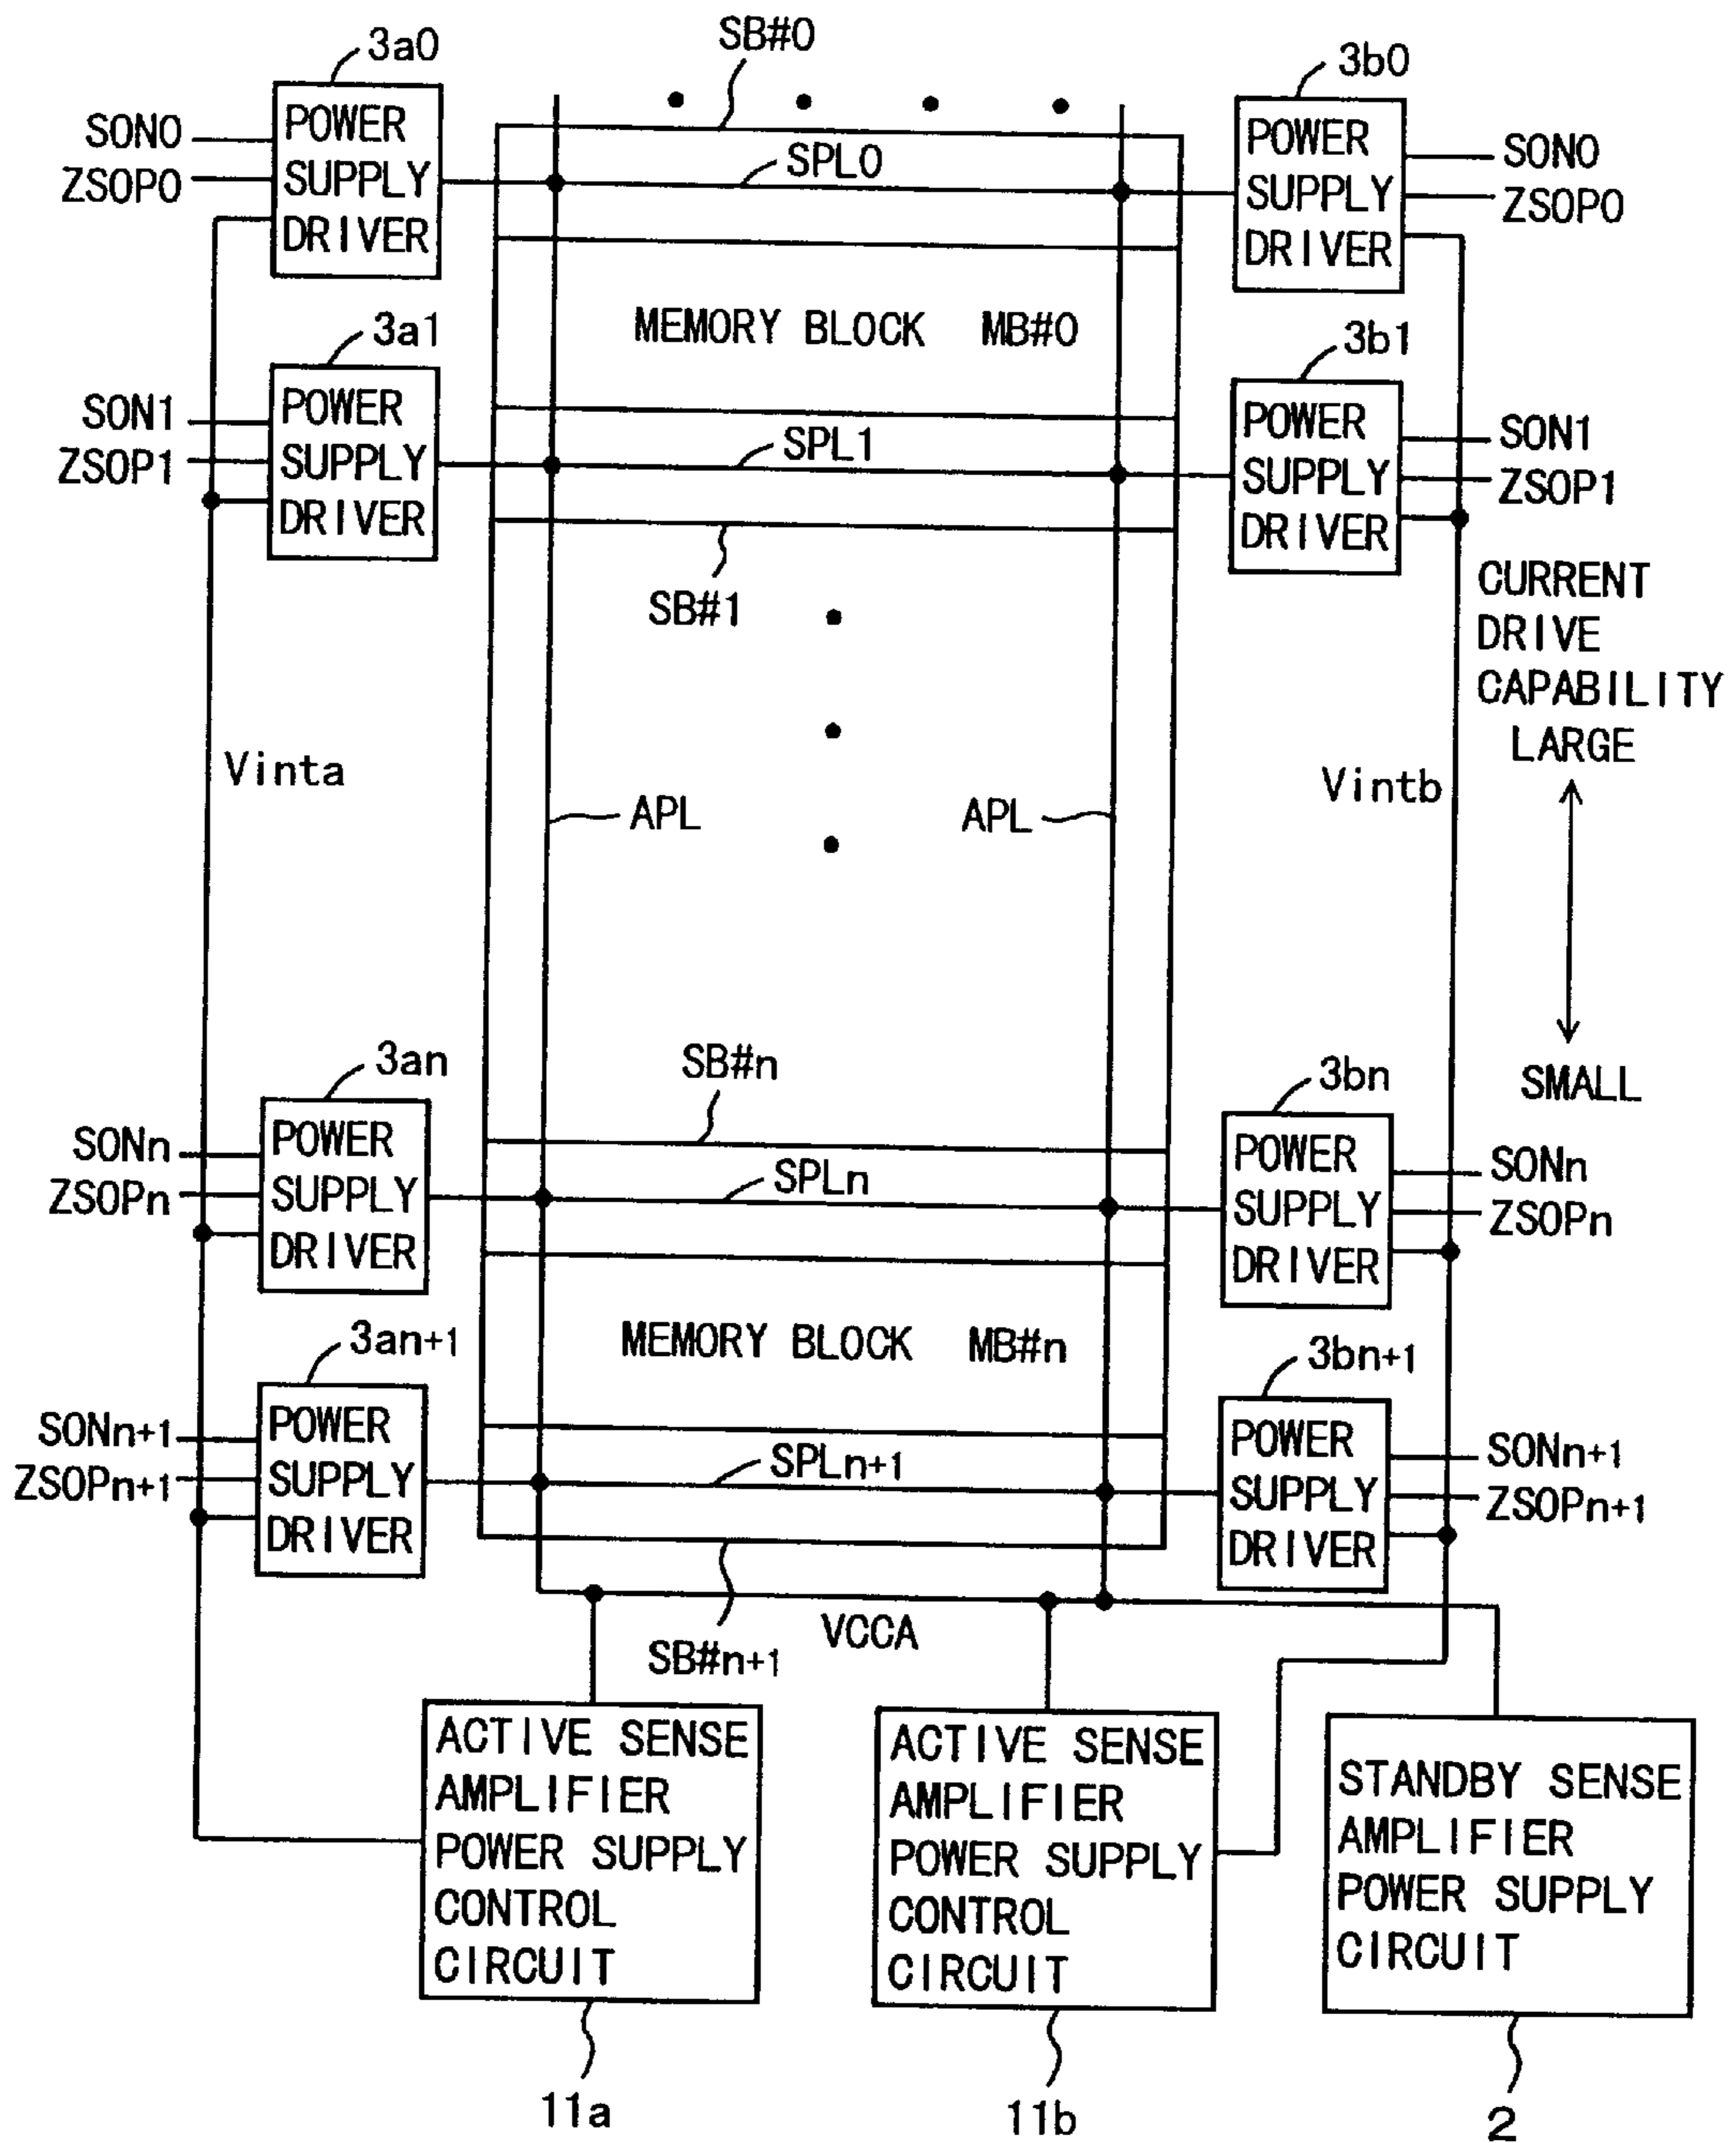 SB#0
3a0
3b0
SON0
ZSOP0
POWER
SUPPLY
DRIVER
SPL0
POWER
SUPPLY
DRIVER
SON0
ZSOP0
MEMORY BLOCK MB#0
3a1
3b1
SON1
ZSOP1
POWER
SUPPLY
DRIVER
SPL1
POWER
SUPPLY
DRIVER
SON1
ZSOP1
SB#1
CURRENT
DRIVE
CAPABILITY
LARGE
SMALL
Vinta
APL
APL
Vintb
3an
SB#n
3bn
SONn
ZSOPn
POWER
SUPPLY
DRIVER
SPLn
POWER
SUPPLY
DRIVER
SONn
ZSOPn
MEMORY BLOCK MB#n
3an+1
3bn+1
SONn+1
ZSOPn+1
POWER
SUPPLY
DRIVER
SPLn+1
POWER
SUPPLY
DRIVER
SONn+1
ZSOPn+1
VCCA
SB#n+1
ACTIVE SENSE
AMPLIFIER
POWER SUPPLY
CONTROL
CIRCUIT
ACTIVE SENSE
AMPLIFIER
POWER SUPPLY
CONTROL
CIRCUIT
STANDBY SENSE
AMPLIFIER
POWER SUPPLY
CIRCUIT
11a
11b
2